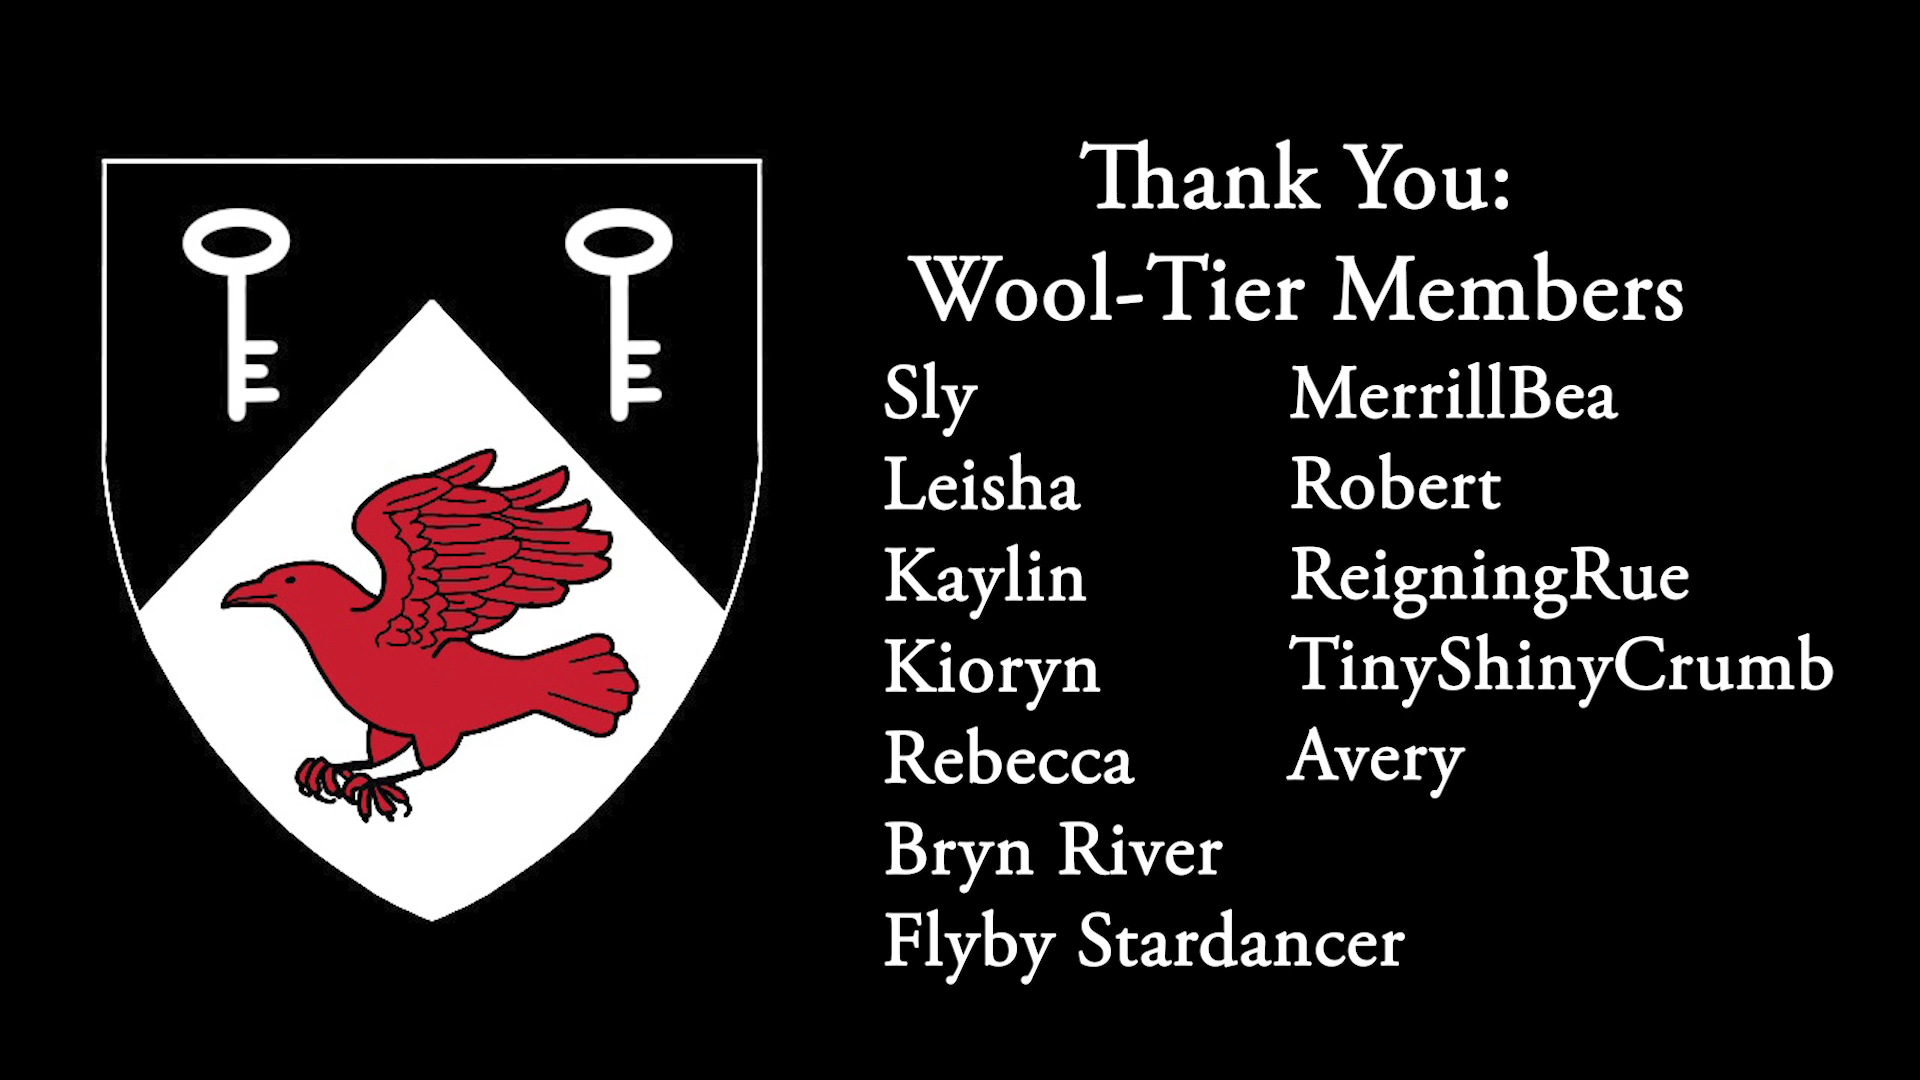 Thank You:
Wool-Tier Members
Sly
Leisha
Kaylin
Kioryn
Rebecca
Bryn River
Flyby Stardancer
MerrillBea
Robert
ReigningRue
TinyShinyCrumb
Avery